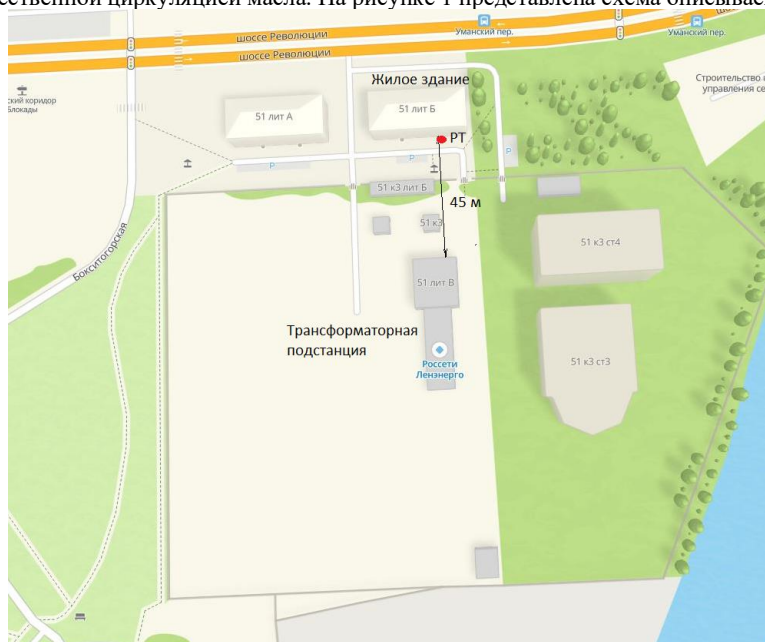 ественной циркуляцией масла. На рисунке 1 представлена схема описывае
шоссе Революции
Уманский пер.
Уманский пер.
шоссе Революции
Жилое здание
Строительство
управления се
ский коридор
Блокады
51 лит А
51 лит Б
РТ
P
P
P
51 к3 лит Б
45 м
51 к3
51 к3 ст4
Бокситогорская
51 лит В
Трансформаторная
подстанция
Россети
Ленэнерго
51 к3 ст3